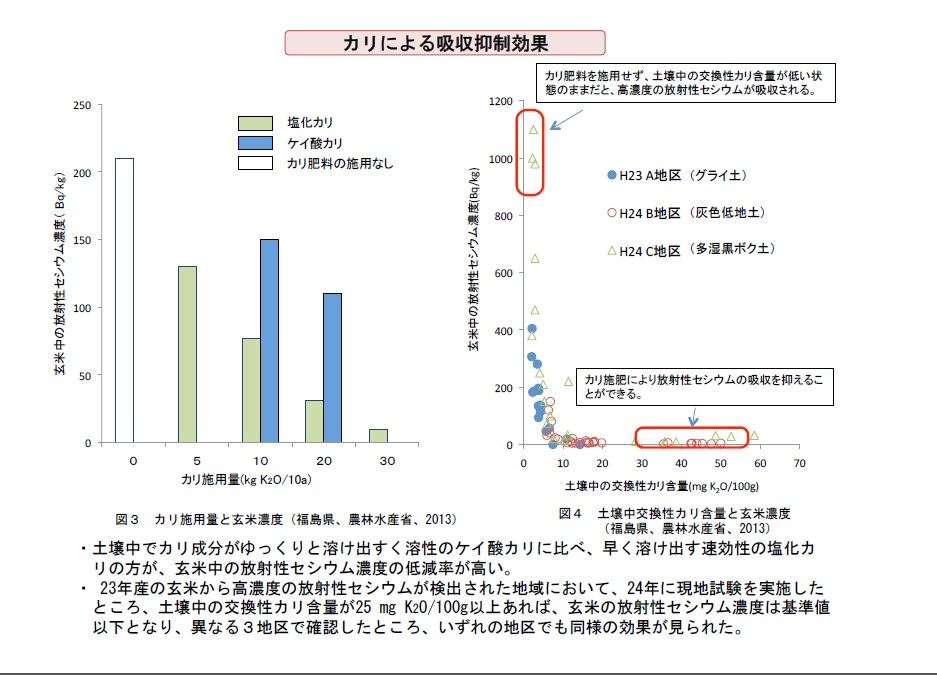 カリによる吸収抑制効果
250
200
150
100
50
0
玄米中の放射性セシウム濃度( Bq/kg)
塩化カリ
ケイ酸カリ
カリ肥料の施用なし
0 5 10 20 30
カリ施用量(kg K2O/10a)
図3 カリ施用量と玄米濃度（福島県、農林水産省、2013）
カリ肥料を施用せず、土壌中の交換性カリ含量が低い状
態のままだと、高濃度の放射性セシウムが吸収される。
1200
1000
800
600
400
200
0
玄米中の放射性セシウム濃度(Bq/kg)
H23 A地区（グライ土）
H24 B地区（灰色低地土）
H24 C地区（多湿黒ボク土）
カリ施肥により放射性セシウムの吸収を抑えるこ
とができる。
0 10 20 30 40 50 60 70
土壌中の交換性カリ含量(mg K2O/100g)
図４ 土壌中交換性カリ含量と玄米濃度
（福島県、農林水産省、2013）
・土壌中でカリ成分がゆっくりと溶け出すく溶性のケイ酸カリに比べ、早く溶け出す速効性の塩化カ
リの方が、玄米中の放射性セシウム濃度の低減率が高い。
・ 23年産の玄米から高濃度の放射性セシウムが検出された地域において、24年に現地試験を実施した
ところ、土壌中の交換性カリ含量が25 mg K2O/100g以上あれば、玄米の放射性セシウム濃度は基準値
以下となり、異なる３地区で確認したところ、いずれの地区でも同様の効果が見られた。